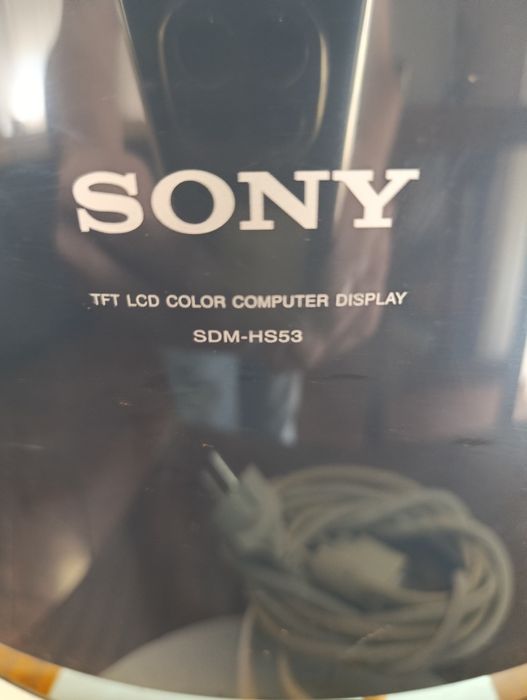 SONY
TFT LCD COLOR COMPUTER DISPLAY
SDM-HS53